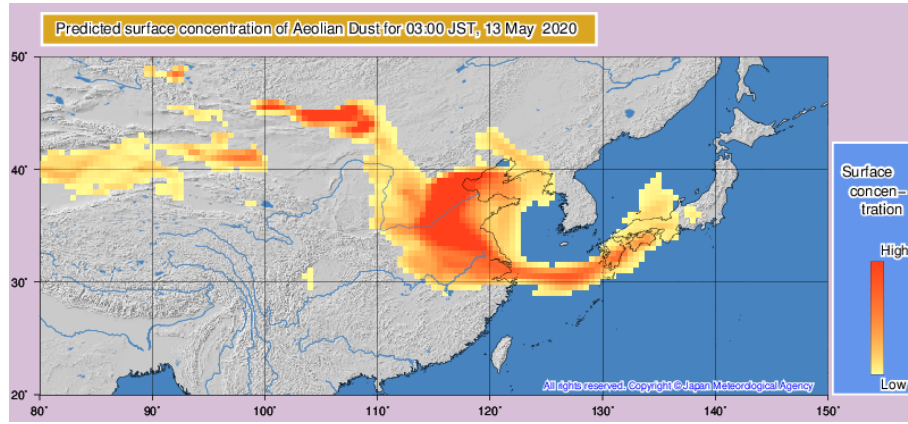 Predicted surface concentration of Aeolian Dust for 03:00 JST, 13 May 2020
50˚
40˚
30˚
20˚
80˚ 90˚ 100˚ 110˚ 120˚ 130˚ 140˚ 150˚
All rights reserved. Copyright © Japan Meteorological Agency
Surface
concen-
tration
High
Low